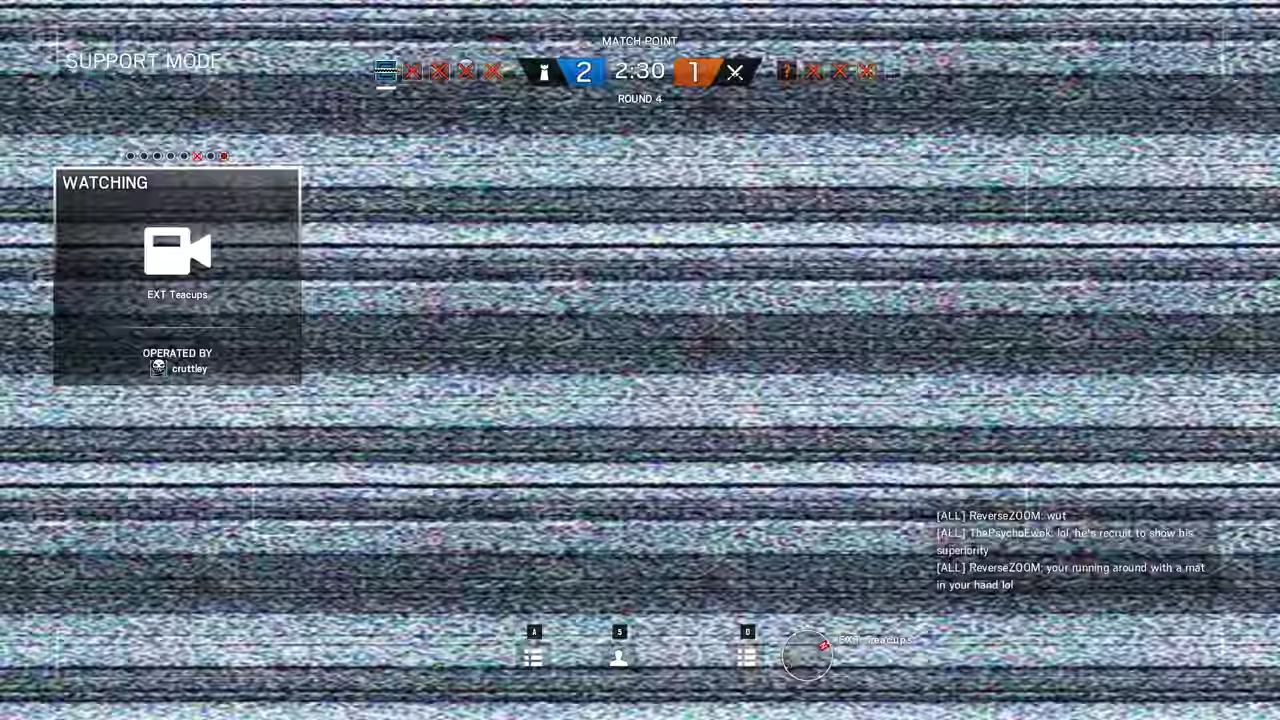 MATCH POINT
SUPPORT MODE
2 2:30 1
?
ROUND 4
WATCHING
EXT Teacups
OPERATED BY
cruttley
[ALL] ReverseZOOM: wut
[ALL] ThePsychoEwok: lol, he's recruit to show his
superiority
[ALL] ReverseZOOM: your running around with a mat
in your hand lol
A S D
EXT Teacups